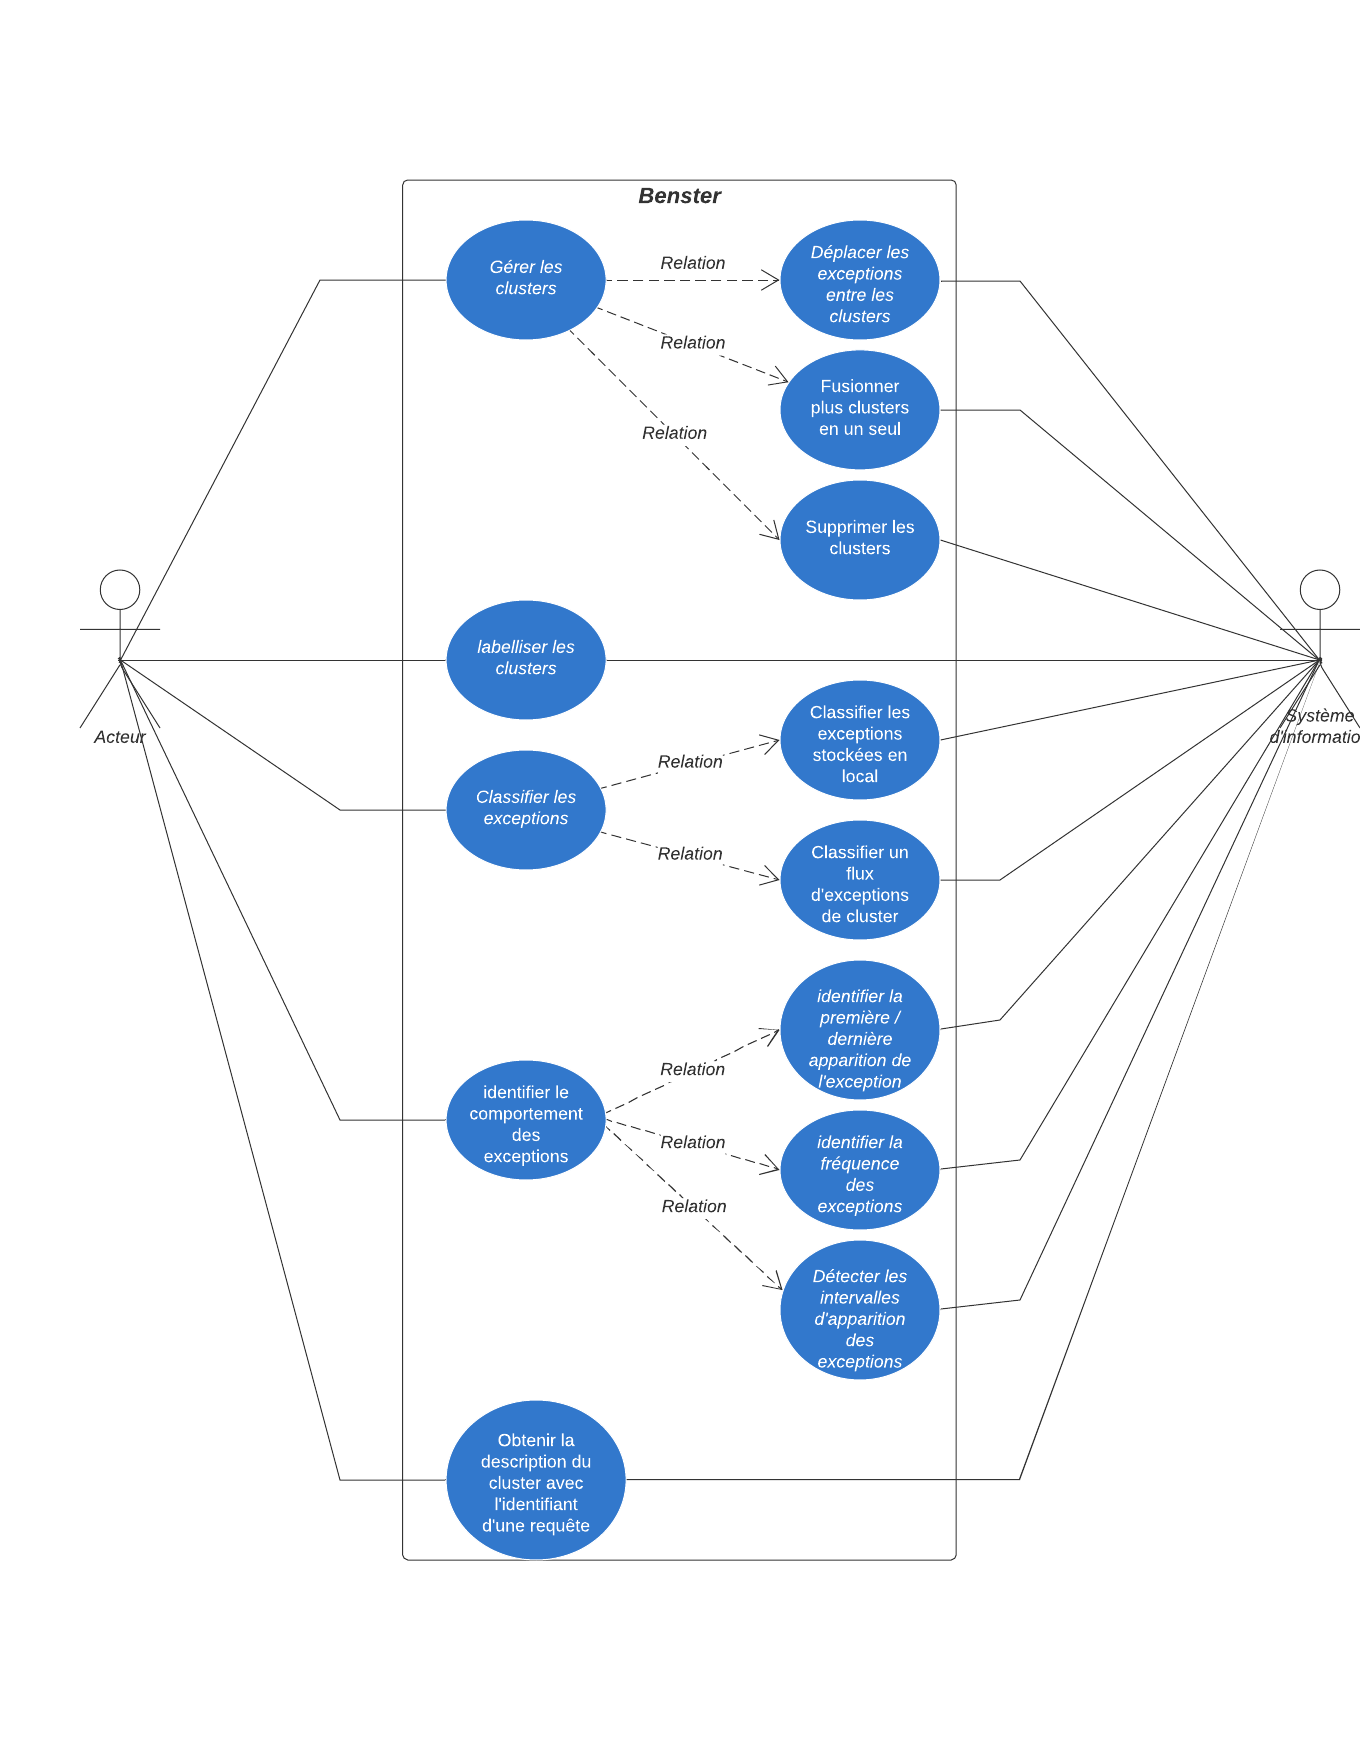 Benster
Gérer les
clusters
Relation
Déplacer les
exceptions
entre les
clusters
Relation
Fusionner
plus clusters
en un seul
Relation
Supprimer les
clusters
labelliser les
clusters
Acteur
Système
d'informatio
Classifier les
exceptions
Relation
Classifier les
exceptions
stockées en
local
Relation
Classifier un
flux
d'exceptions
de cluster
identifier le
comportement
des
exceptions
Relation
identifier la
première /
dernière
apparition de
l'exception
Relation
identifier la
fréquence
des
exceptions
Relation
Détecter les
intervalles
d'apparition
des
exceptions
Obtenir la
description du
cluster avec
l'identifiant
d'une requête